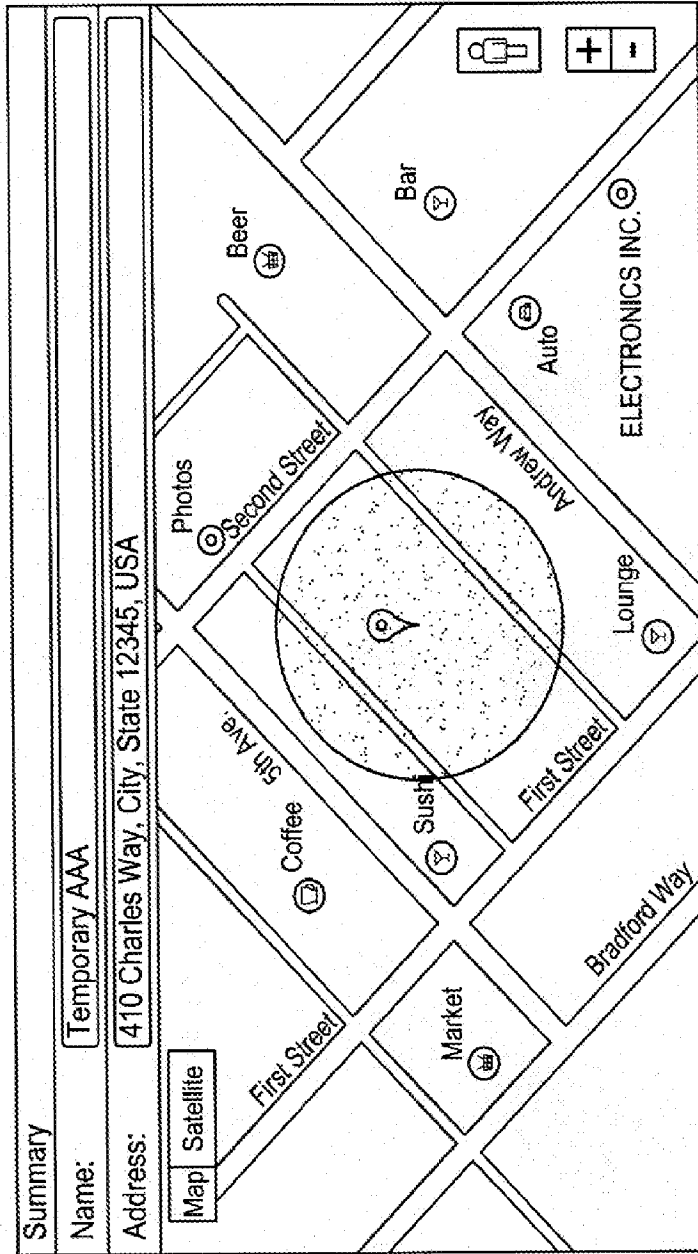 Summary
Name: Temporary AAA
Address: 410 Charles Way, City, State 12345, USA
Map Satellite
Photos
Beer
Second Street
5th Ave.
Coffee
First Street
Bar
Sushi
Andrew Way
Auto
Market
First Street
Lounge
ELECTRONICS INC.
Bradford Way
+
-